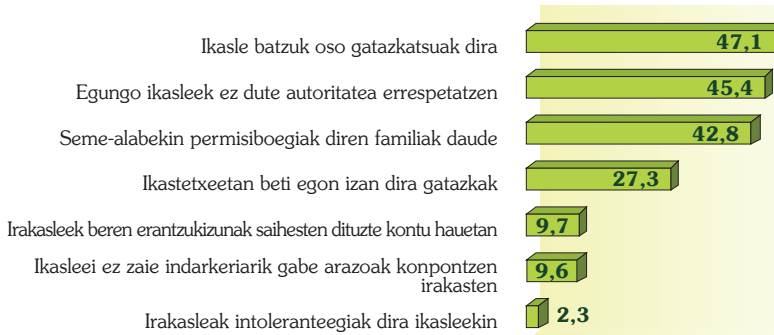 Ikasle batzuk oso gatazkatsuak dira 47,1
Egungo ikasleek ez dute autoritatea errespetatzen 45,4
Seme-alabekin permisiboegiak diren familiak daude 42,8
Ikastetxeetan beti egon izan dira gatazkak 27,3
Irakasleek beren erantzukizunak saihesten dituzte kontu hauetan 9,7
Ikasleei ez zaie indarkeriarik gabe arazoak konpontzen
irakasten 9,6
Irakasleak intoleranteegiak dira ikasleekin 2,3